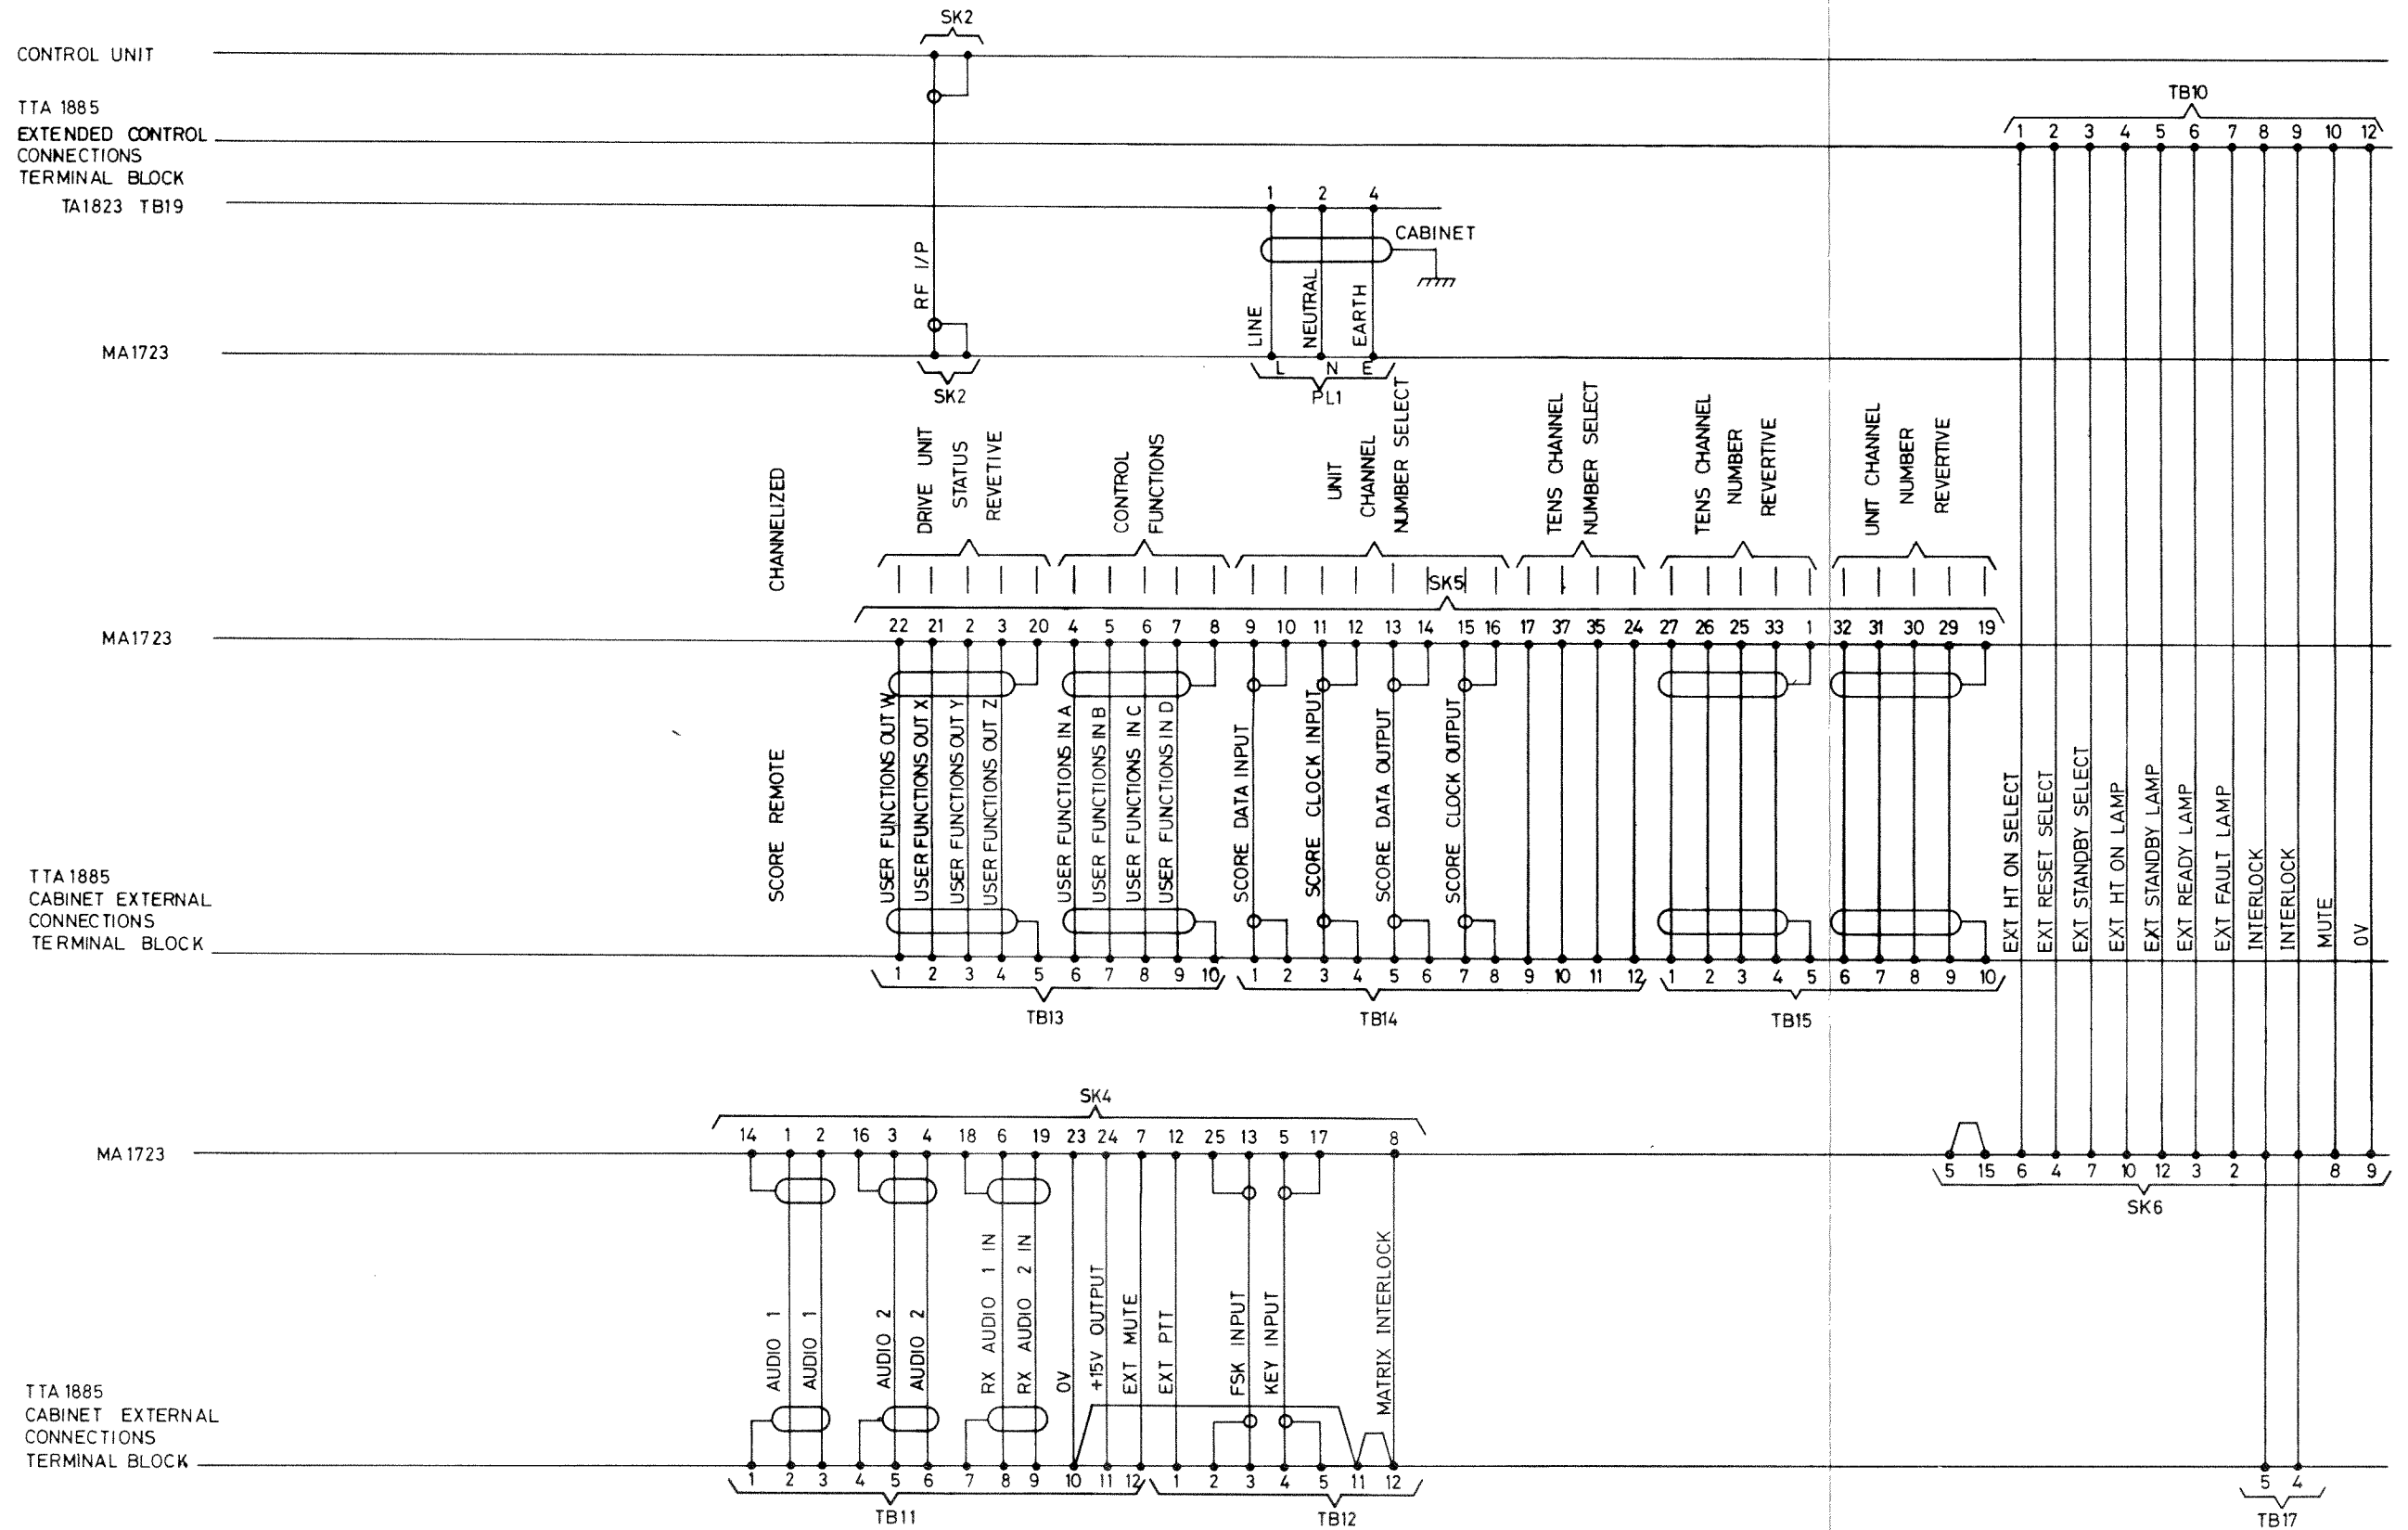 SK2
CONTROL UNIT
TTA 1885
EXTENDED CONTROL
CONNECTIONS
TERMINAL BLOCK
TB10
1 2 3 4 5 6 7 8 9 10 12
TA1823 TB19
1 2 4
CABINET
RF I/P
LINE
NEUTRAL
EARTH
MA1723
L N E
SK2
PL1
CHANNELIZED
DRIVE UNIT
STATUS
REVETIVE
CONTROL
FUNCTIONS
UNIT
CHANNEL
NUMBER SELECT
TENS CHANNEL
NUMBER SELECT
TENS CHANNEL
NUMBER
REVERTIVE
UNIT CHANNEL
NUMBER
REVERTIVE
SK5
MA1723
22 21 2 3 20 4 5 6 7 8 9 10 11 12 13 14 15 16 17 37 35 24 27 26 25 33 1 32 31 30 29 19
SCORE REMOTE
USER FUNCTIONS OUT W
USER FUNCTIONS OUT X
USER FUNCTIONS OUT Y
USER FUNCTIONS OUT Z
USER FUNCTIONS IN A
USER FUNCTIONS IN B
USER FUNCTIONS IN C
USER FUNCTIONS IN D
SCORE DATA INPUT
SCORE CLOCK INPUT
SCORE DATA OUTPUT
SCORE CLOCK OUTPUT
EXT HT ON SELECT
EXT RESET SELECT
EXT STANDBY SELECT
EXT HT ON LAMP
EXT STANDBY LAMP
EXT READY LAMP
EXT FAULT LAMP
INTERLOCK
INTERLOCK
MUTE
0V
TTA 1885
CABINET EXTERNAL
CONNECTIONS
TERMINAL BLOCK
1 2 3 4 5 6 7 8 9 10 1 2 3 4 5 6 7 8 9 10 11 12 1 2 3 4 5 6 7 8 9 10
TB13
TB14
TB15
SK4
MA1723
14 1 2 16 3 4 18 6 19 23 24 7 12 25 13 5 17 8
5 15 6 4 7 10 12 3 2 8 9
SK6
AUDIO 1
AUDIO 1
AUDIO 2
AUDIO 2
RX AUDIO 1 IN
RX AUDIO 2 IN
0V
+15V OUTPUT
EXT MUTE
EXT PTT
FSK INPUT
KEY INPUT
MATRIX INTERLOCK
TTA 1885
CABINET EXTERNAL
CONNECTIONS
TERMINAL BLOCK
1 2 3 4 5 6 7 8 9 10 11 12 1 2 3 4 5 11 12
5 4
TB11
TB12
TB17